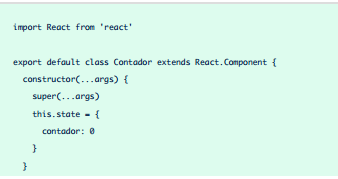 import React from 'react'
export default class Contador extends React.Component {
constructor(...args) {
super(...args)
this.state = {
contador: 0
}
}